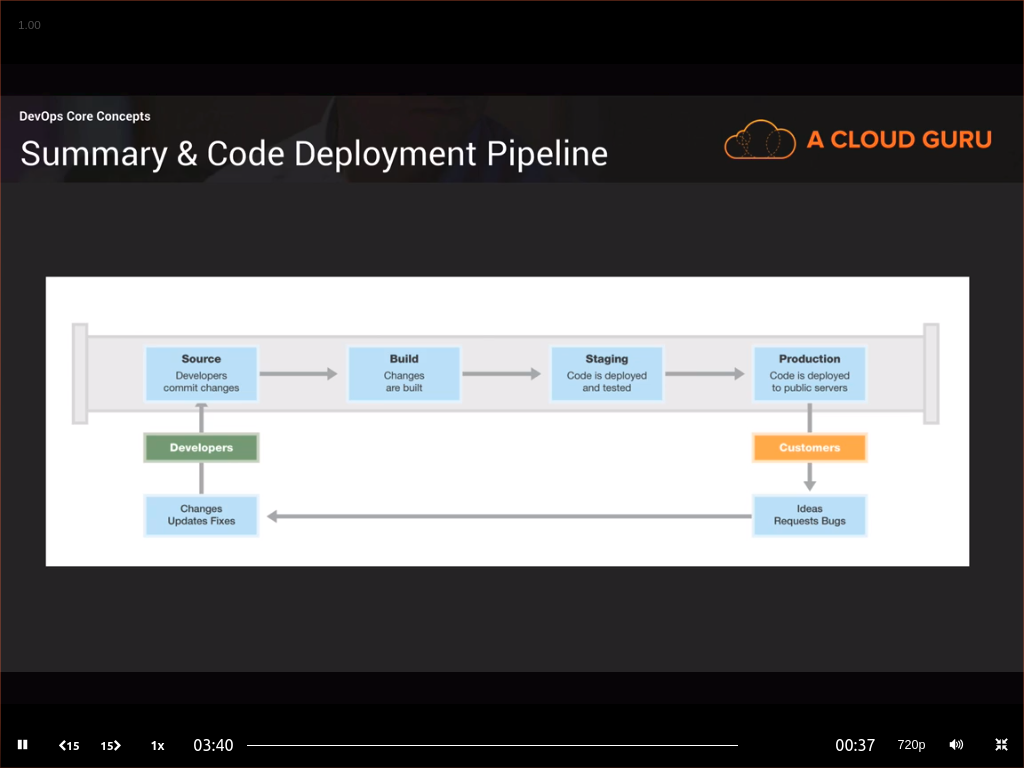 1.00
DevOps Core Concepts
Summary & Code Deployment Pipeline
A CLOUD GURU
Source
Developers
commit changes
Build
Changes
are built
Staging
Code is deployed
and tested
Production
Code is deployed
to public servers
Developers
Customers
Changes
Updates Fixes
Ideas
Requests Bugs
15
15
1x
03:40
00:37
720p